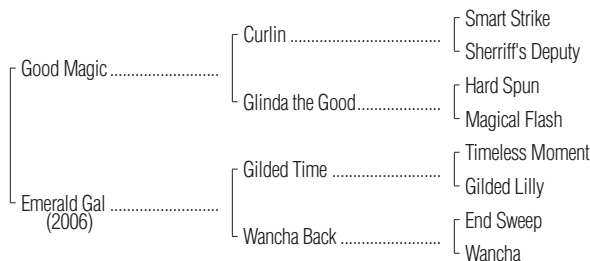 Smart Strike
Curlin ........................................
Sherriff's Deputy
Good Magic .............................
Hard Spun
Glinda the Good......................
Magical Flash
Timeless Moment
Gilded Time .............................
Gilded Lilly
Emerald Gal .............................
(2006)
End Sweep
Wancha Back ..........................
Wancha